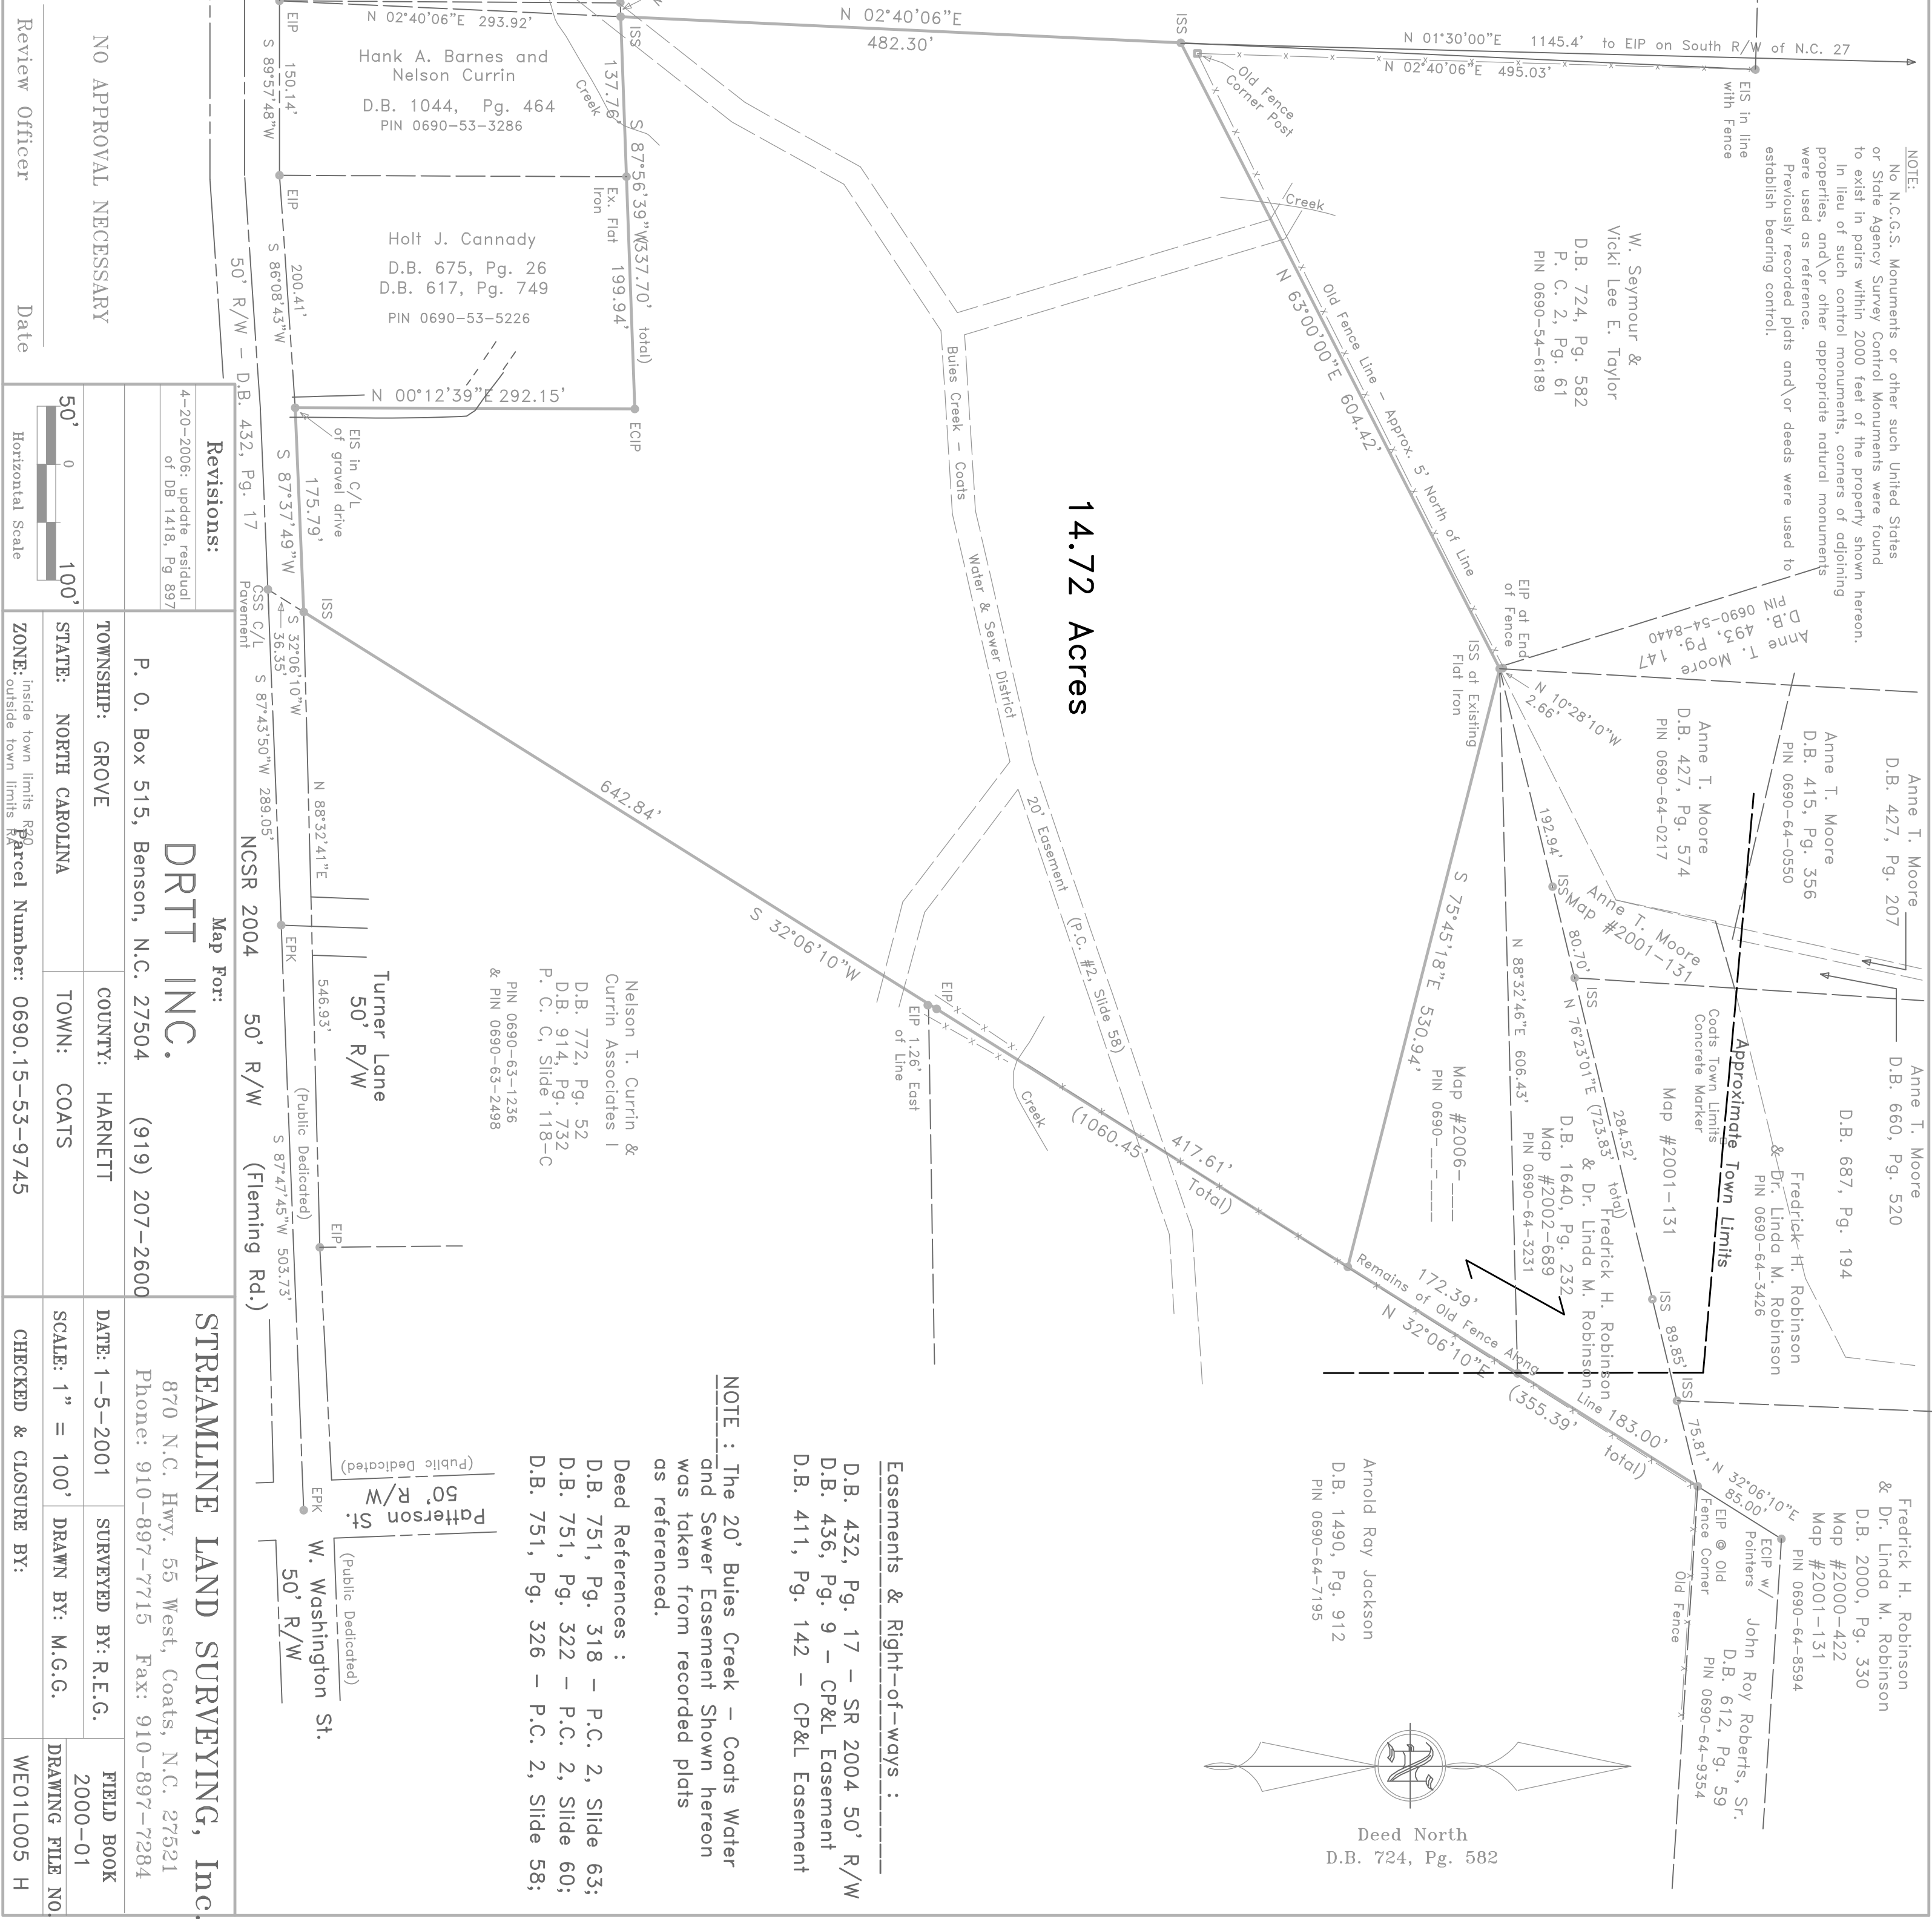 NOTE:
No N.C.G.S. Monuments or other such United States
or State Agency Survey Control Monuments were found
to exist in pairs within 2000 feet of the property shown hereon.
In lieu of such control monuments, corners of adjoining
properties, and\or other appropriate natural monuments
were used as reference.
Previously recorded plats and\or deeds were used to
establish bearing control.
N 01°30'00"E 1145.4' to EIP on South R/W of N.C. 27
N 02°40'06"E 495.03'
EIS in line
with Fence
ISS
Old Fence
Corner Post
N 02°40'06"E
482.30'
W. Seymour &
Vicki Lee E. Taylor
D.B. 724, Pg. 582
P. C. 2, Pg. 61
PIN 0690-54-6189
Creek
Old Fence Line - Approx. 5' North of Line
N 63°00'00"E 604.42'
EIP at End
of Fence
ISS at Existing
Flat Iron
N 10°28'10"W
2.66'
Anne T. Moore
D.B. 493, Pg. 147
PIN 0690-54-8440
Anne T. Moore
D.B. 427, Pg. 574
PIN 0690-64-0217
Anne T. Moore
D.B. 415, Pg. 356
PIN 0690-64-0550
Anne T. Moore
D.B. 427, Pg. 207
Anne T. Moore
D.B. 660, Pg. 520
D.B. 687, Pg. 194
Anne T. Moore
Map #2001-131
192.94'
ISS
80.70'
ISS
N 76°23'01"E (723.83' total)
284.52'
ISS
89.85'
ISS
75.81'
Approximate Town Limits
Coats Town Limits
Concrete Marker
Map #2001-131
Fredrick H. Robinson
& Dr. Linda M. Robinson
PIN 0690-64-3426
Fredrick H. Robinson
& Dr. Linda M. Robinson
D.B. 1640, Pg. 232
Map #2002-689
PIN 0690-64-3231
N 88°32'46"E 606.43'
Map #2006-
PIN 0690-
S 75°45'18"E 530.94'
Remains of Old Fence Along Line
172.39'
N 32°06'10"E
(355.39' total)
183.00'
N 32°06'10"E
85.00'
ECIP w/
Pointers
EIP @ Old
Fence Corner
Old Fence
Fredrick H. Robinson
& Dr. Linda M. Robinson
D.B. 2000, Pg. 330
Map #2000-422
Map #2001-131
PIN 0690-64-8594
John Roy Roberts, Sr.
D.B. 612, Pg. 59
PIN 0690-64-9354
Arnold Ray Jackson
D.B. 1490, Pg. 912
PIN 0690-64-7195
N
Deed North
D.B. 724, Pg. 582
14.72 Acres
Buies Creek - Coats
Water & Sewer District
20' Easement
(P.C. #2, Slide 58)
417.61'
(1060.45' Total)
Creek
EIP
EIP 1.26' East
of Line
S 32°06'10"W
642.84'
Nelson T. Currin &
Currin Associates I
D.B. 772, Pg. 52
D.B. 914, Pg. 732
P. C. C, Slide 118-C
PIN 0690-63-1236
& PIN 0690-63-2498
Easements & Right-of-ways :
D.B. 432, Pg. 17 - SR 2004 50' R/W
D.B. 436, Pg. 9 - CP&L Easement
D.B. 411, Pg. 142 - CP&L Easement
NOTE : The 20' Buies Creek - Coats Water
and Sewer Easement Shown hereon
was taken from recorded plats
as referenced.
Deed References :
D.B. 751, Pg. 318 - P.C. 2, Slide 63;
D.B. 751, Pg. 322 - P.C. 2, Slide 60;
D.B. 751, Pg. 326 - P.C. 2, Slide 58;
N 02°40'06"E 293.92'
Hank A. Barnes and
Nelson Currin
D.B. 1044, Pg. 464
PIN 0690-53-3286
Creek
ISS
137.76'
S 87°56'39"W
(337.70' total)
Ex. Flat
Iron
199.94'
ECIP
Holt J. Cannady
D.B. 675, Pg. 26
D.B. 617, Pg. 749
PIN 0690-53-5226
N 00°12'39"E 292.15'
EIP
150.14'
S 89°57'48"W
EIP
200.41'
S 86°08'43"W
EIS in C/L
of gravel drive
175.79'
S 87°37'49"W
ISS
S 32°06'10"W
36.35'
CSS C/L
Pavement
50' R/W - D.B. 432, Pg. 17
S 87°43'50"W 289.05'
N 88°32'41"E
546.93'
EPK
EIP
Turner Lane
50' R/W
(Public Dedicated)
S 87°47'45"W 503.73'
NCSR 2004 50' R/W (Fleming Rd.)
Patterson St.
50' R/W
(Public Dedicated)
EPK
(Public Dedicated)
W. Washington St.
50' R/W
NO APPROVAL NECESSARY
Review Officer Date
Revisions:
4-20-2006: update residual
of DB 1418, Pg 897
50' 0 100'
Horizontal Scale
Map For:
DRTT INC.
P. O. Box 515, Benson, N.C. 27504 (919) 207-2600
TOWNSHIP: GROVE
COUNTY: HARNETT
STATE: NORTH CAROLINA
TOWN: COATS
ZONE: inside town limits R20
outside town limits RA
Parcel Number: 0690.15-53-9745
STREAMLINE LAND SURVEYING, Inc.
870 N.C. Hwy. 55 West, Coats, N.C. 27521
Phone: 910-897-7715 Fax: 910-897-7284
DATE: 1-5-2001
SURVEYED BY: R.E.G.
SCALE: 1" = 100'
DRAWN BY: M.G.G.
CHECKED & CLOSURE BY:
FIELD BOOK
2000-01
DRAWING FILE NO.
WE01L005 H